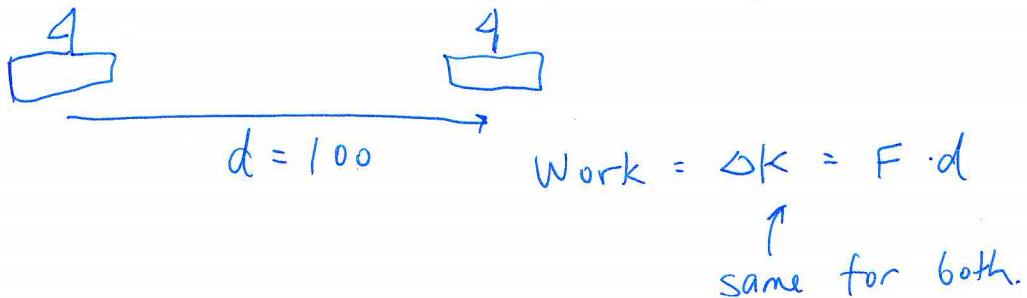 d = 100
Work = ΔK = F · d
same for both.